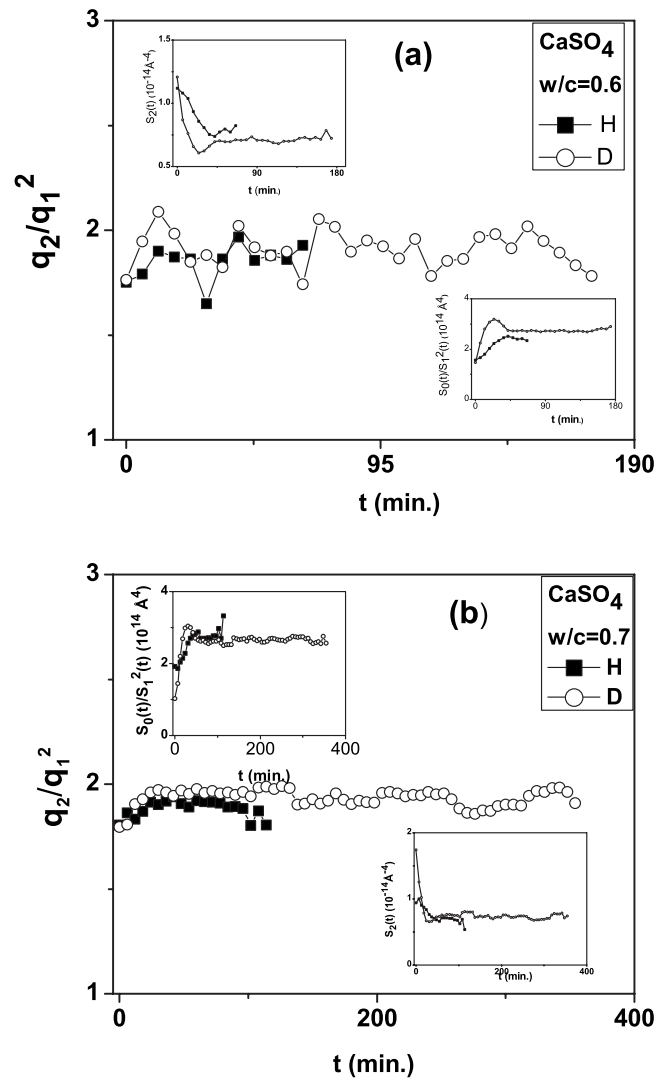 3
1.5
1.0
0.5
S2(t) (10^-14 Å-4)
0
90
180
t (min.)
(a)
CaSO4
w/c=0.6
H
D
q2/q1^2
2
4
2
0
S0(t)/S1^2(t) (10^14 Å^4)
0
90
180
t (min.)
1
0
95
190
t (min.)
3
4
2
0
S0(t)/S1^2(t) (10^14 Å^4)
0
200
400
t (min.)
(b)
CaSO4
w/c=0.7
H
D
q2/q1^2
2
2
1
0
S2(t) (10^-14 Å-4)
0
200
400
t (min.)
1
0
200
400
t (min.)